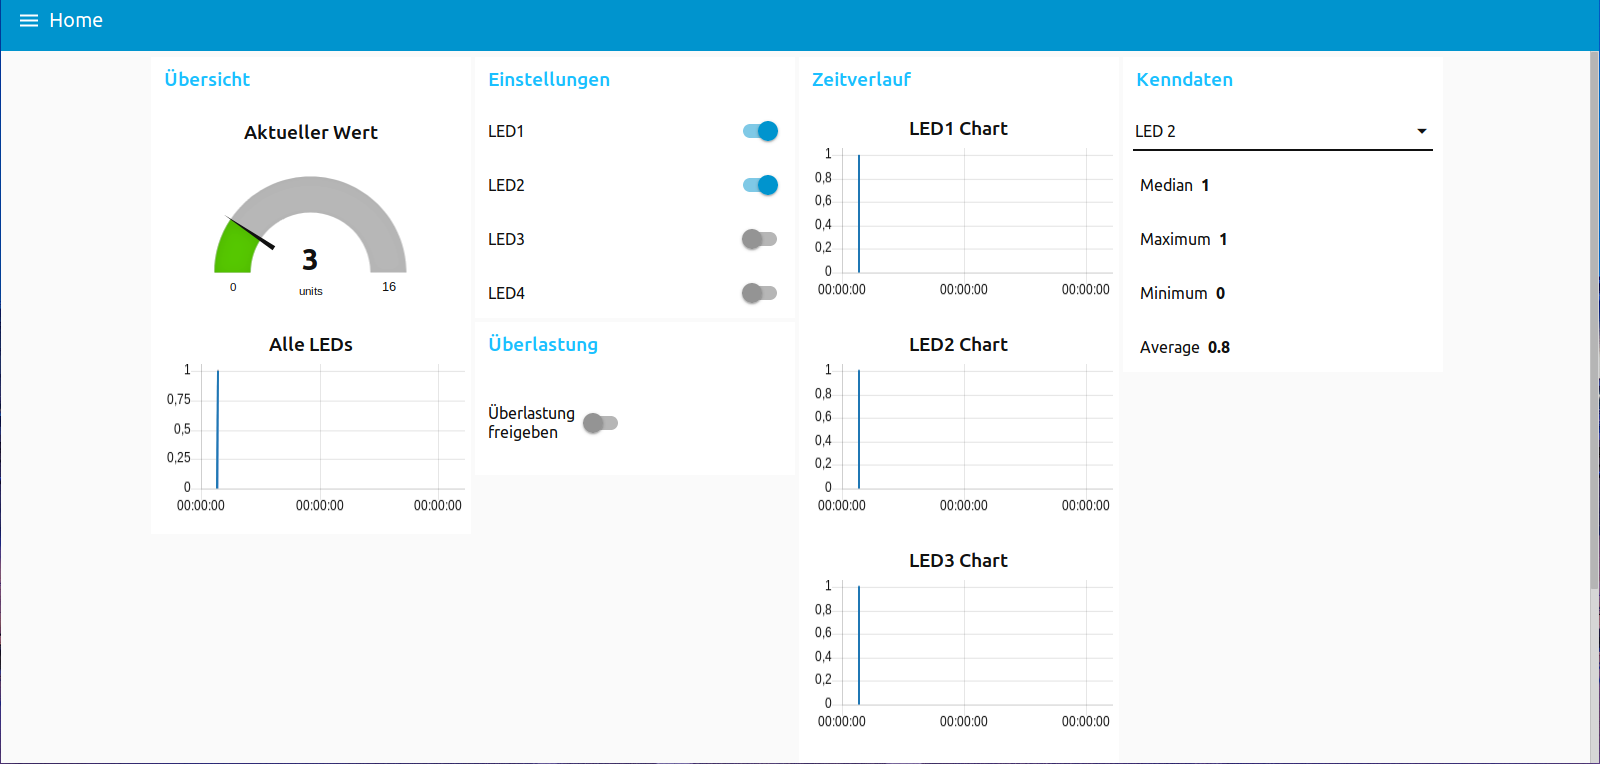 Home
Übersicht
Aktueller Wert
3
0
units
16
Alle LEDs
1
0,75
0,5
0,25
0
00:00:00 00:00:00 00:00:00
Einstellungen
LED1
LED2
LED3
LED4
Überlastung
Überlastung
freigeben
Zeitverlauf
LED1 Chart
1
0,8
0,6
0,4
0,2
0
00:00:00 00:00:00 00:00:00
LED2 Chart
1
0,8
0,6
0,4
0,2
0
00:00:00 00:00:00 00:00:00
LED3 Chart
1
0,8
0,6
0,4
0,2
0
00:00:00 00:00:00 00:00:00
Kenndaten
LED 2
Median 1
Maximum 1
Minimum 0
Average 0.8